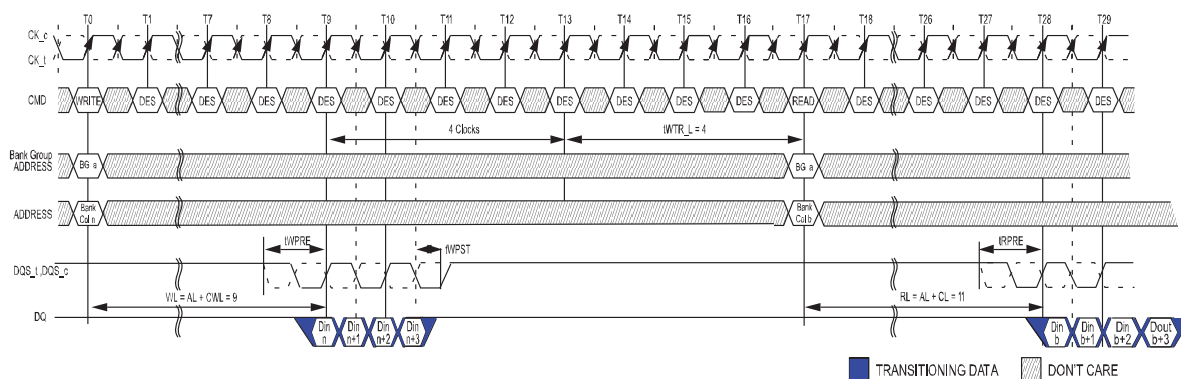 T0 T1 T7 T8 T9 T10 T11 T12 T13 T14 T15 T16 T17 T18 T26 T27 T28 T29
CK_c
CK_t
CMD WRITE DES DES DES DES DES DES DES DES DES DES DES READ DES DES DES DES DES
4 Clocks tWTR_L = 4
Bank Group
ADDRESS
BG a BG a
ADDRESS
Bank
Col n
Bank
Col b
tWPRE tWPST tRPRE
DQS_t ,DQS_c
WL = AL + CWL = 9 RL = AL + CL = 11
DQ
Din
n
Din
n+1
Din
n+2
Din
n+3
Din
b
Din
b+1
Din
b+2
Dout
b+3
TRANSITIONING DATA DON'T CARE